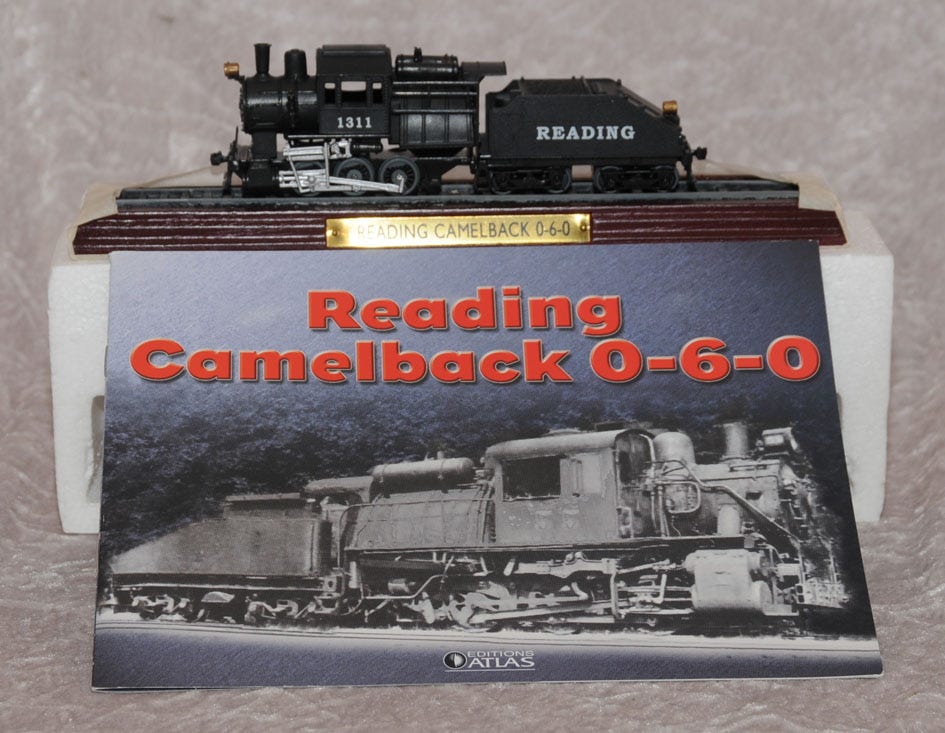 1311
READING
READING CAMELBACK 0-6-0
Reading
Camelback 0-6-0
EDITIONS
ATLAS